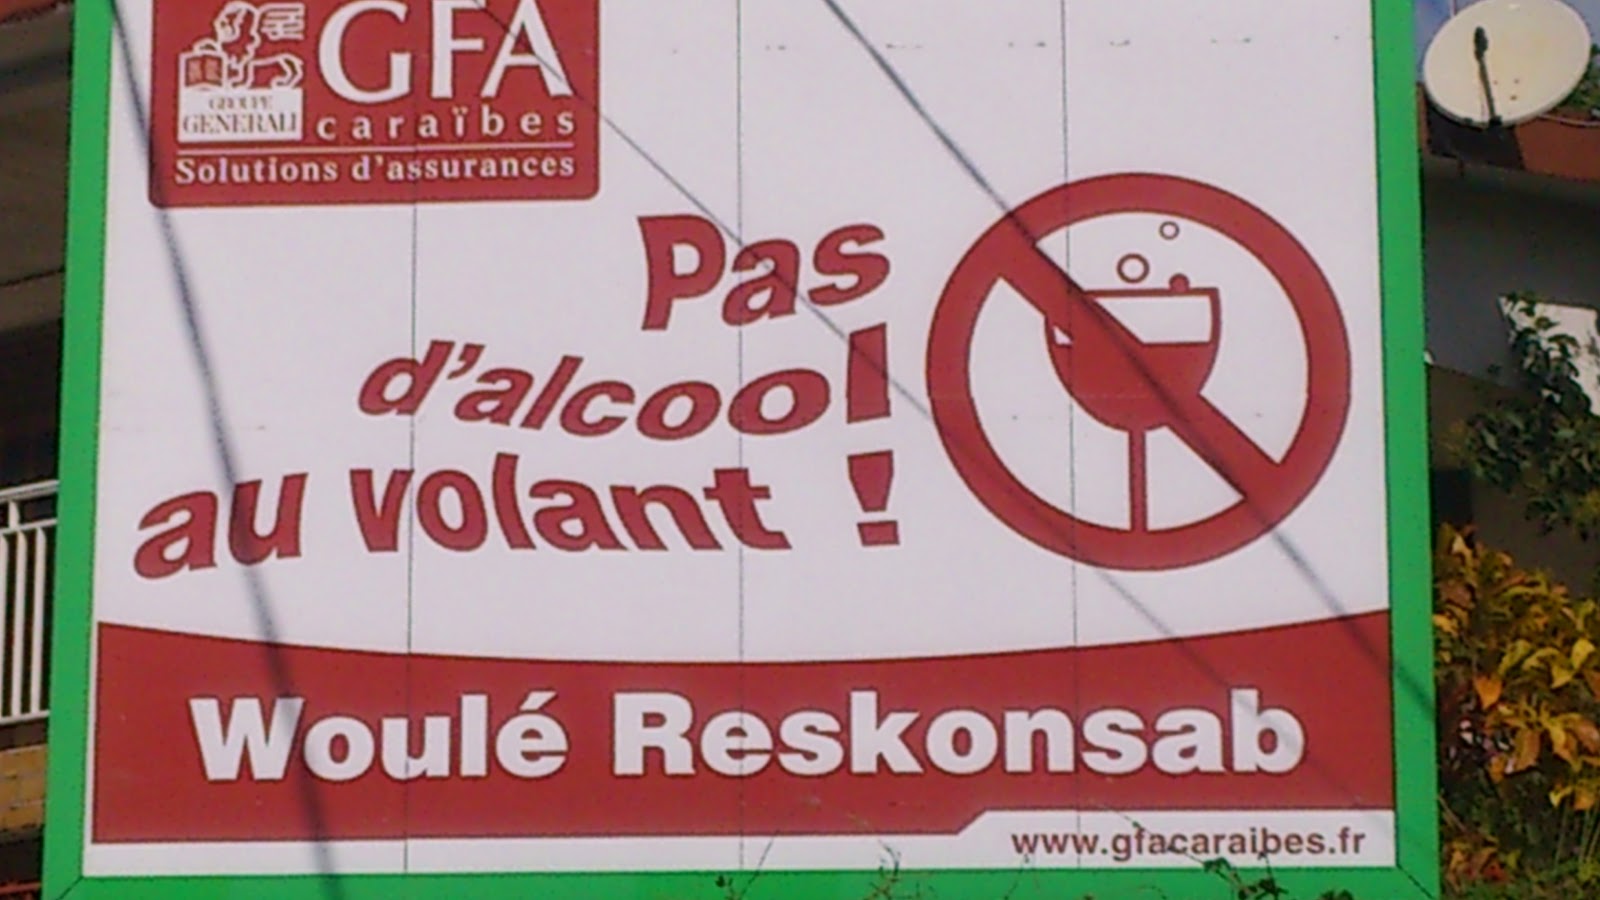 GFA
GROUPE
GENERALI
caraïbes
Solutions d'assurances
Pas
d'alcool
au volant !
Woulé Reskonsab
www.gfacaraibes.fr